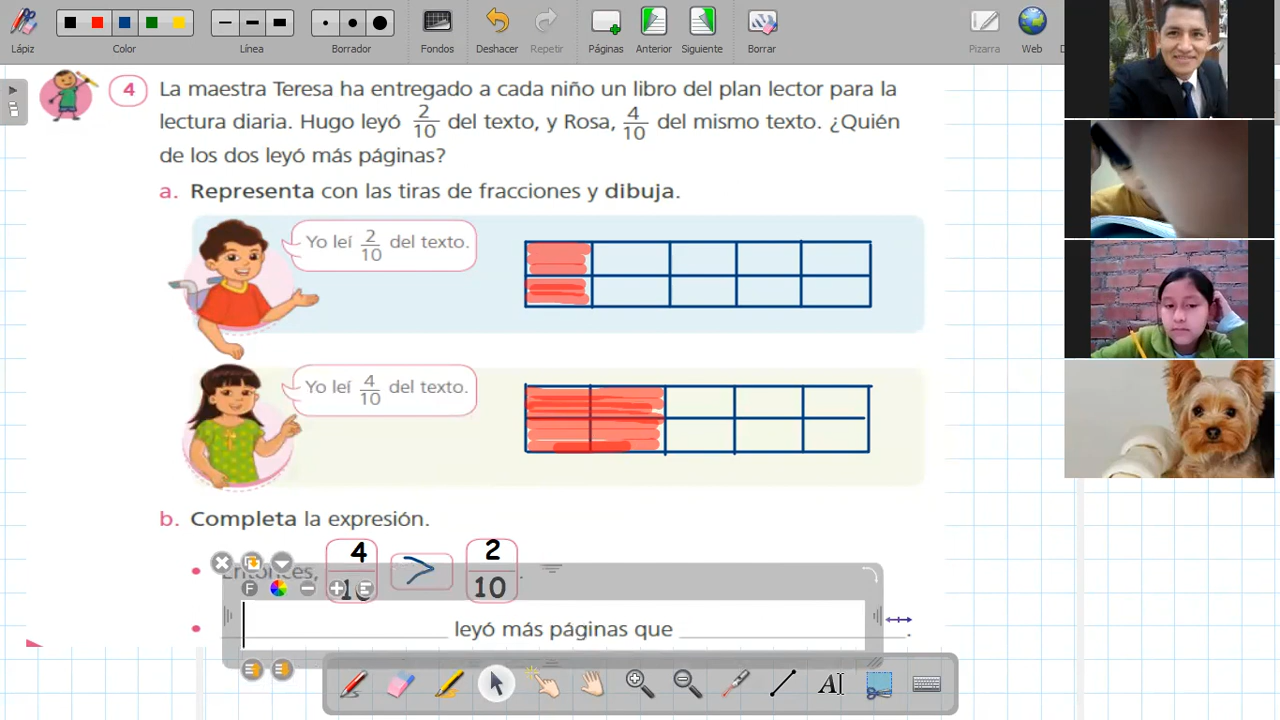 Lápiz Color Línea Borrador Fondos Deshacer Repetir Páginas Anterior Siguiente Borrar Pizarra Web
4 La maestra Teresa ha entregado a cada niño un libro del plan lector para la
lectura diaria. Hugo leyó 2/10 del texto, y Rosa, 4/10 del mismo texto. ¿Quién
de los dos leyó más páginas?
a. Representa con las tiras de fracciones y dibuja.
Yo leí 2/10 del texto.
Yo leí 4/10 del texto.
b. Completa la expresión.
• Entonces, 4/10 > 2/10.
• ____ leyó más páginas que ____.